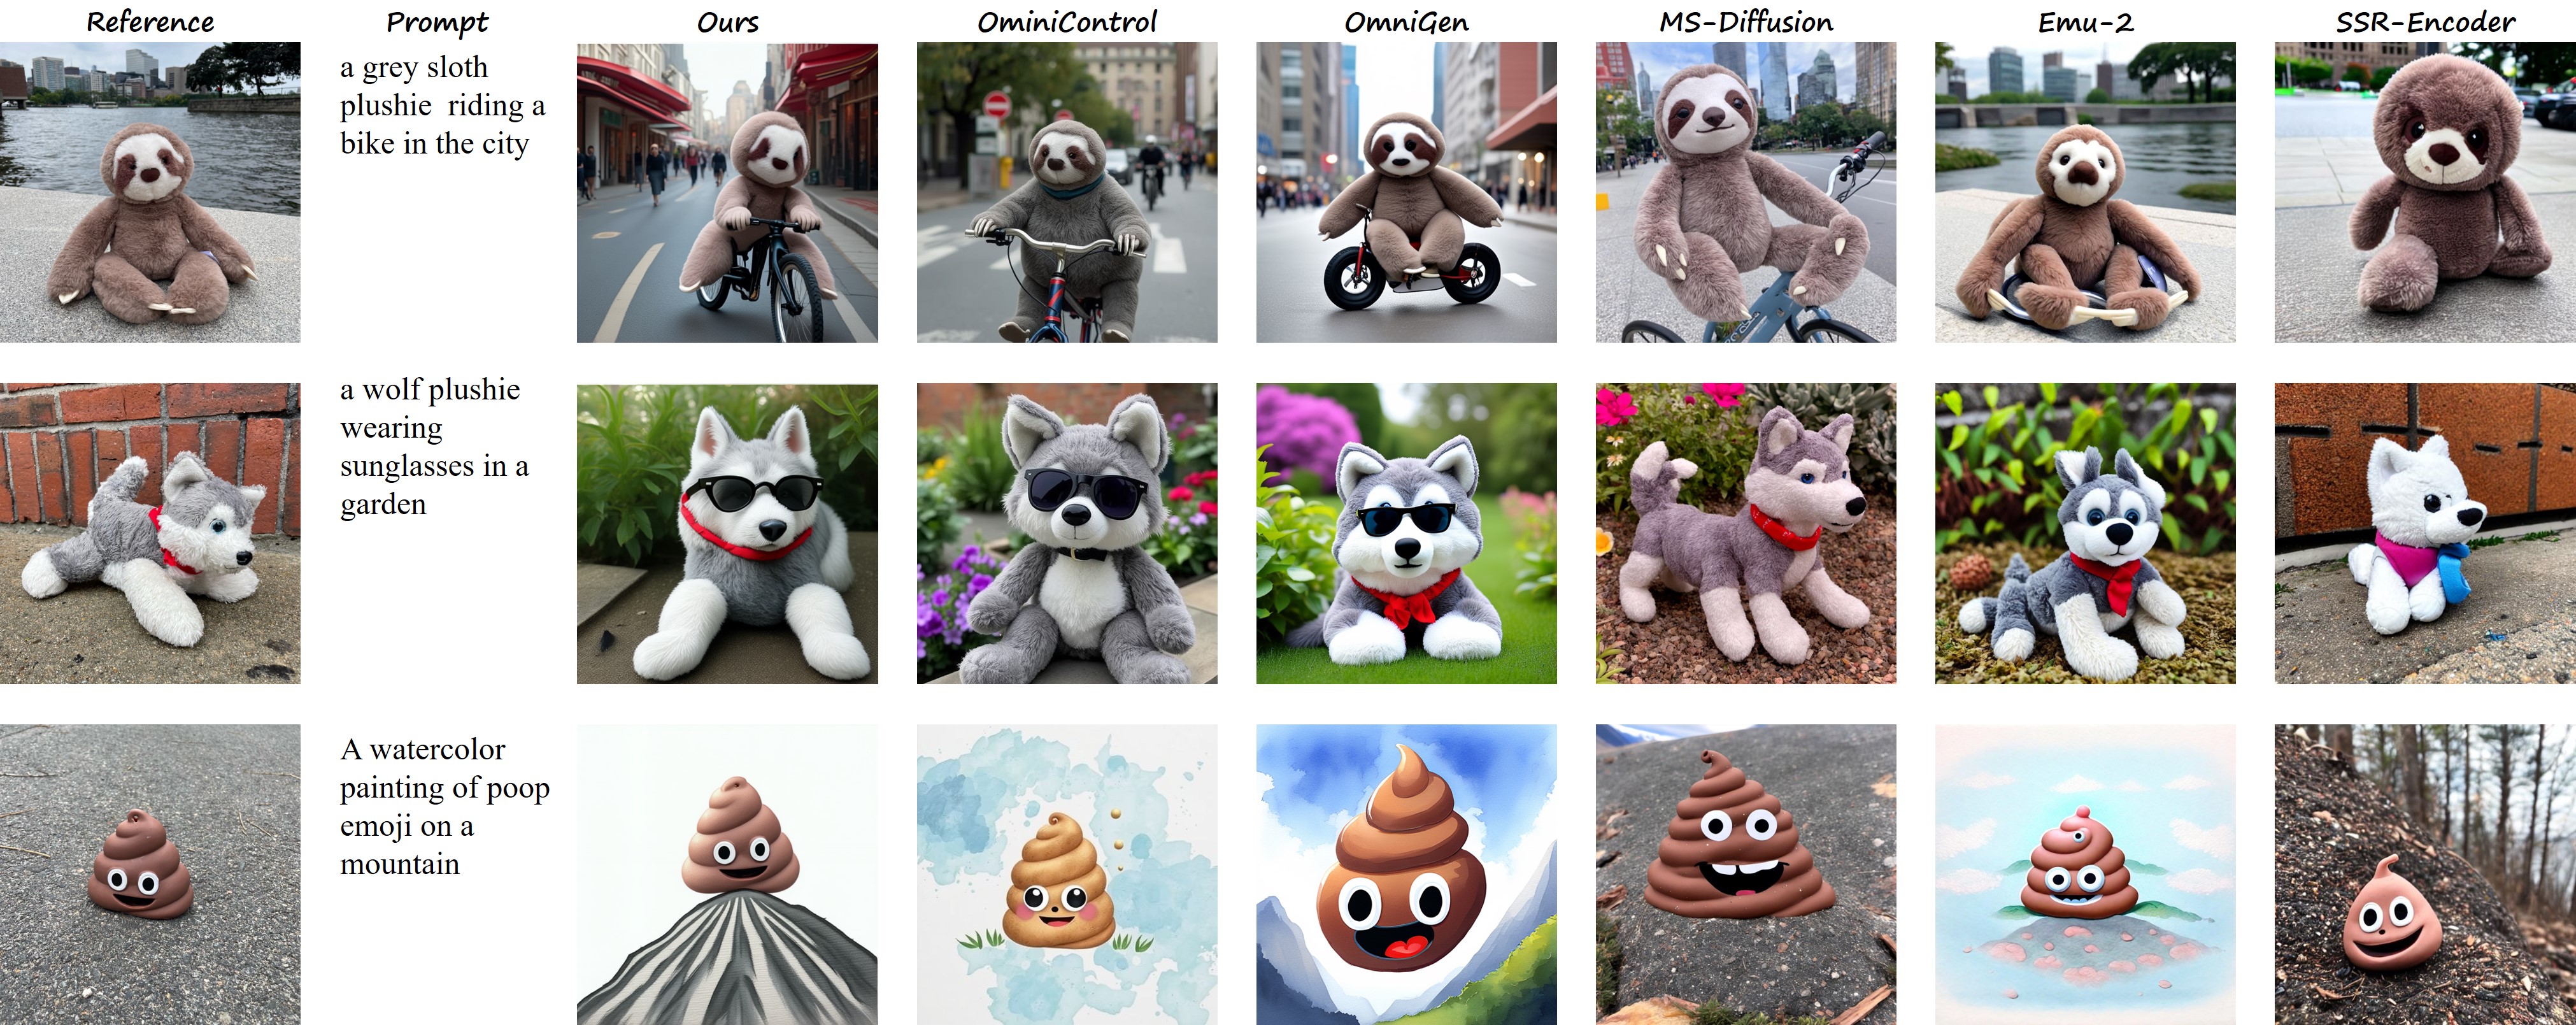 Reference Prompt Ours OminiControl OmniGen MS-Diffusion Emu-2 SSR-Encoder
a grey sloth
plushie riding a
bike in the city
a wolf plushie
wearing
sunglasses in a
garden
A watercolor
painting of poop
emoji on a
mountain